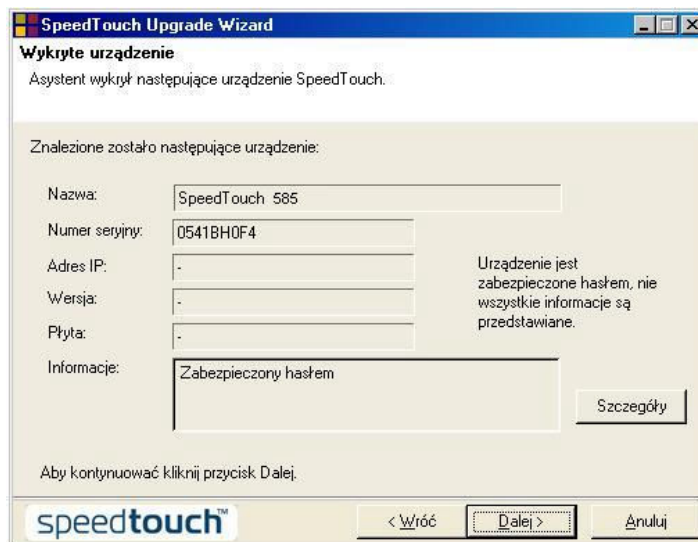 SpeedTouch Upgrade Wizard
Wykryte urządzenie
Asystent wykrył następujące urządzenie SpeedTouch.
Znalezione zostało następujące urządzenie:
Nazwa: SpeedTouch 585
Numer seryjny: 0541BH0F4
Adres IP: -
Wersja: -
Płyta: -
Urządzenie jest
zabezpieczone hasłem, nie
wszystkie informacje są
przedstawiane.
Informacje: Zabezpieczony hasłem
Szczegóły
Aby kontynuować kliknij przycisk Dalej.
speedtouch™
< Wróć
Dalej >
Anuluj